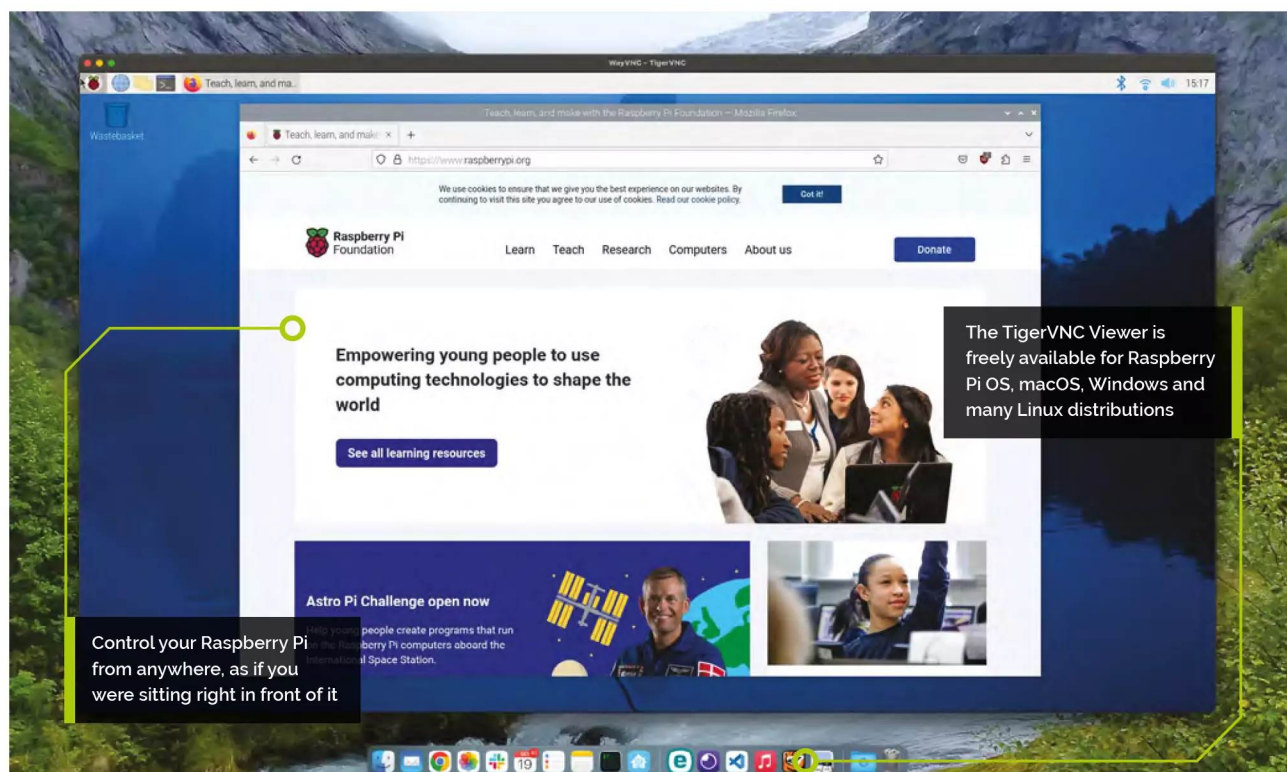 WayVNC - TigerVNC
Teach, learn, and ma..
15:17
Wastebasket
Teach, learn, and make with the Raspberry Pi Foundation — Mozilla Firefox
Teach, learn, and make
https://www.raspberrypi.org
We use cookies to ensure that we give you the best experience on our websites. By
continuing to visit this site you agree to our use of cookies. Read our cookie policy.
Got it!
Raspberry Pi
Foundation
Learn Teach Research Computers About us
Donate
Empowering young people to use
computing technologies to shape the
world
See all learning resources
The TigerVNC Viewer is
freely available for Raspberry
Pi OS, macOS, Windows and
many Linux distributions
Astro Pi Challenge open now
Help young people create programs that run
on the Raspberry Pi computers aboard the
International Space Station.
Control your Raspberry Pi
from anywhere, as if you
were sitting right in front of it
19